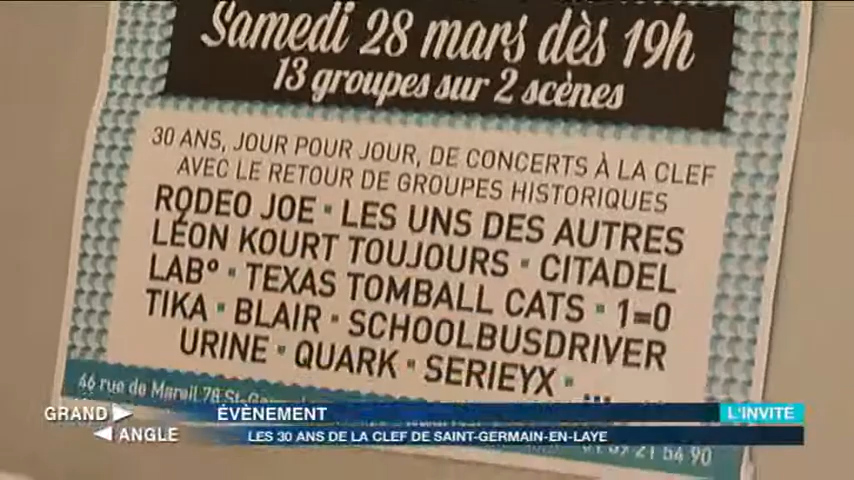 Samedi 28 mars dès 19h
13 groupes sur 2 scènes
30 ANS, JOUR POUR JOUR, DE CONCERTS À LA CLEF
AVEC LE RETOUR DE GROUPES HISTORIQUES
RODEO JOE · LES UNS DES AUTRES
LÉON KOURT TOUJOURS · CITADEL
LAB° · TEXAS TOMBALL CATS · 1=0
TIKA · BLAIR · SCHOOLBUSDRIVER
URINE · QUARK · SERIEYX ·
46 rue de Mareil 78
GRAND
ANGLE
ÉVÈNEMENT
L'INVITÉ
LES 30 ANS DE LA CLEF DE SAINT-GERMAIN-EN-LAYE
21 54 90